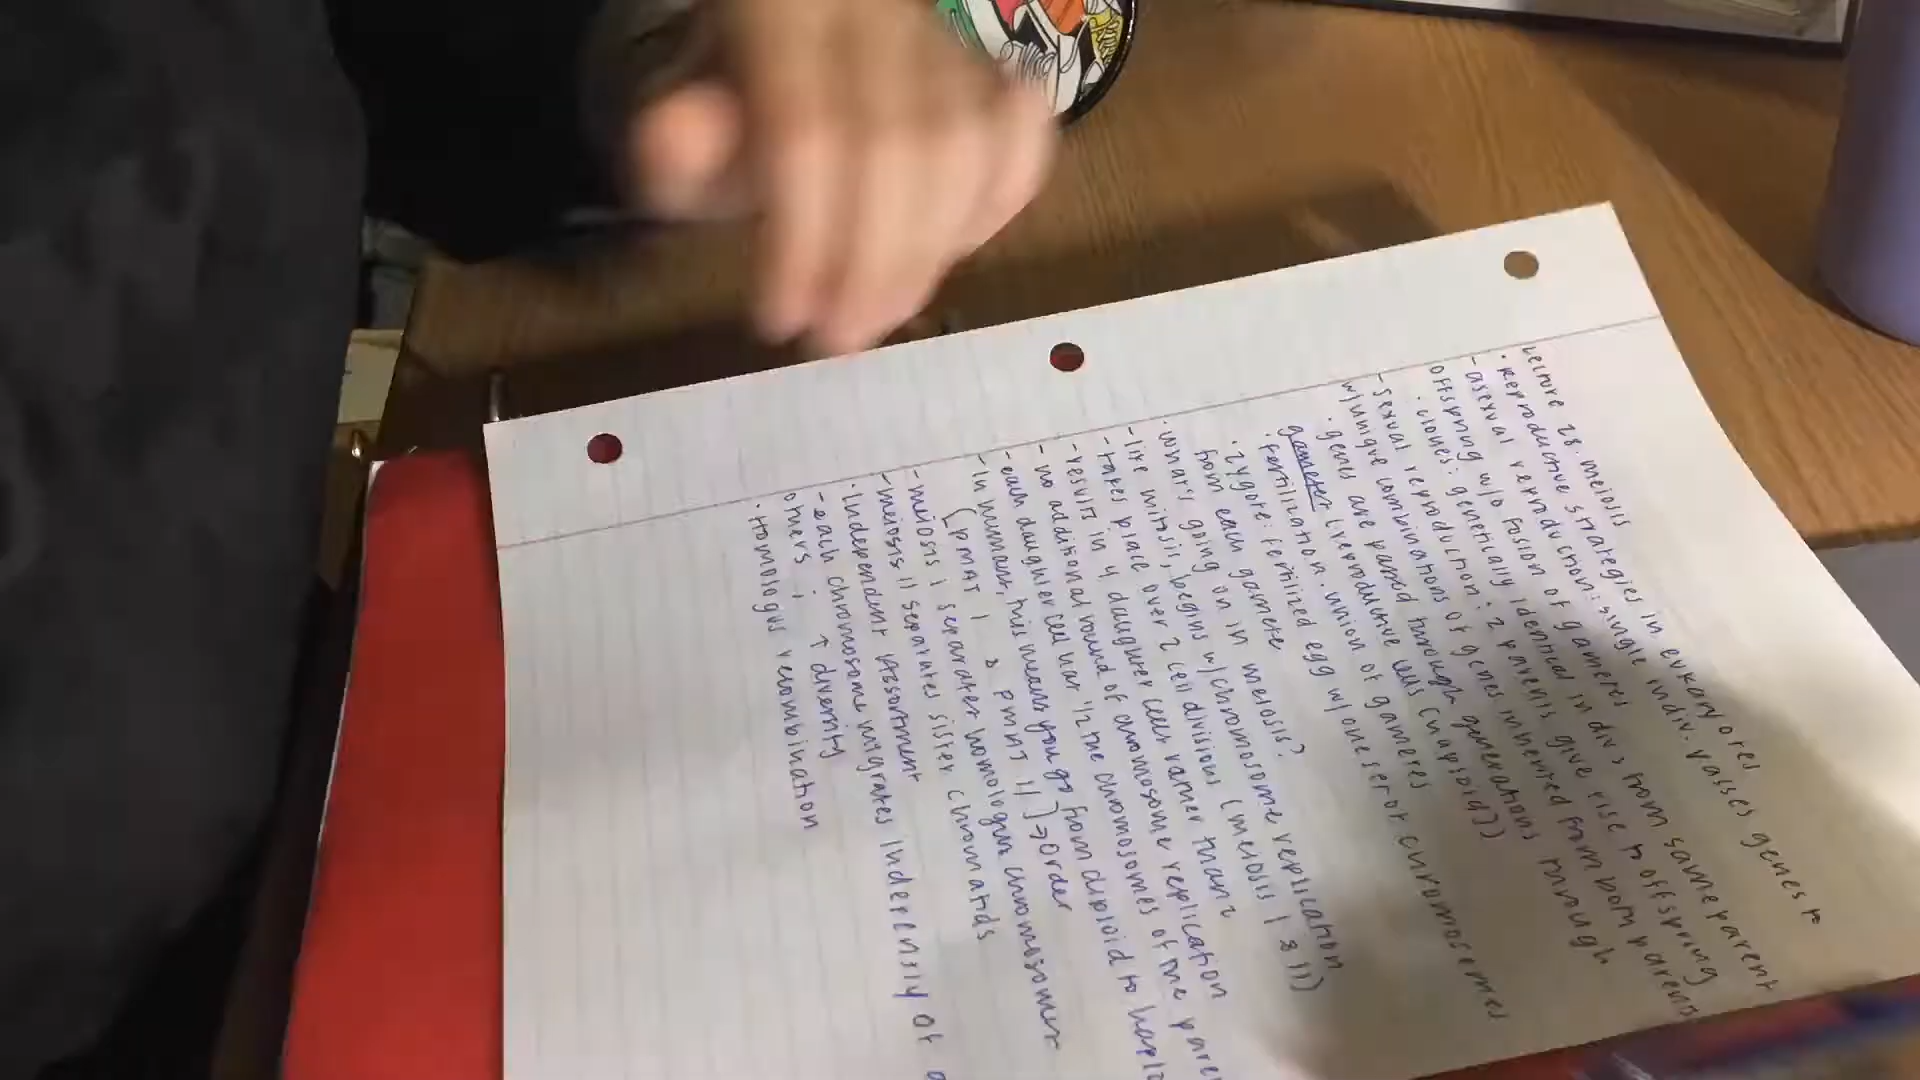 Lecture 28: meiosis
· Reproductive strategies in eukaryotes
- asexual reproduction: single indiv. passes genes to
offspring w/o fusion of gametes
· clones: genetically identical indiv's from same parent
- sexual reproduction: 2 parents give rise to offspring
w/unique combinations of genes inherited from both parents
· genes are passed through generations through
gametes (reproductive cells (haploid))
· fertilization: union of gametes
· zygote: fertilized egg w/ one set of chromosomes
from each gamete
· what's going on in meiosis?
- like mitosis, begins w/chromosome replication
- takes place over 2 cell divisions (meiosis I & II)
- results in 4 daughter cells rather than 2
- no additional round of chromosome replication
- each daughter cell has 1/2 the chromosomes of the
- in humans, this means you go from diploid to
[PMAT I & PMAT II] → order
- meiosis I separates homologous chromosomes
- meiosis II separates sister chromatids
· independent assortment
- each chromosome migrates indepently of
others ; ↑ diversity
· Homologus recombination